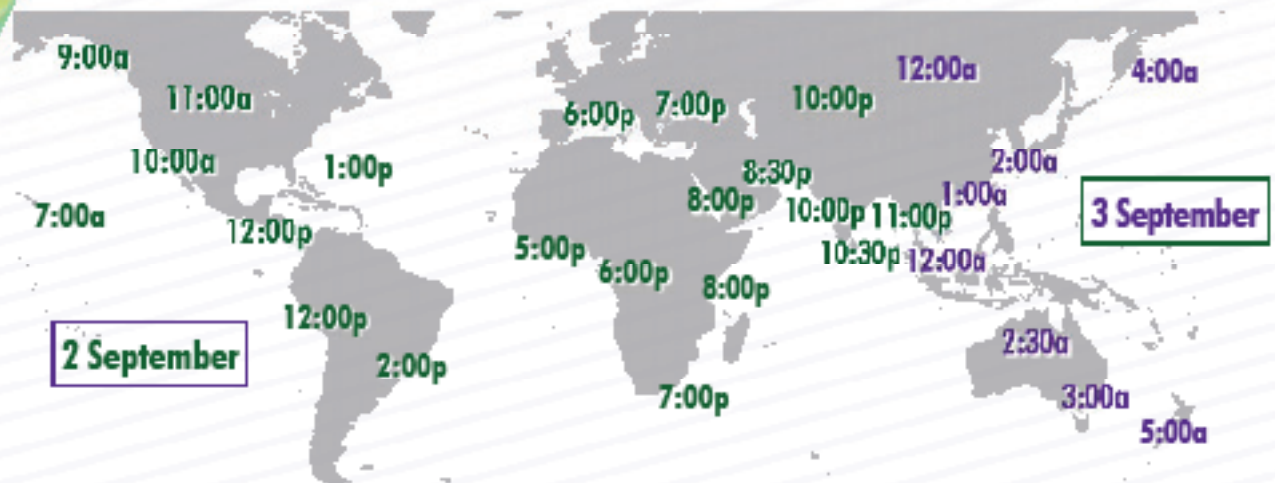 9:00a
12:00a
4:00a
11:00a
6:00p
7:00p
10:00p
10:00a
1:00p
8:30p
2:00a
7:00a
8:00p
10:00p
11:00p
1:00a
3 September
12:00p
5:00p
6:00p
10:30p
12:00a
8:00p
12:00p
2 September
2:00p
2:30a
7:00p
3:00a
5:00a